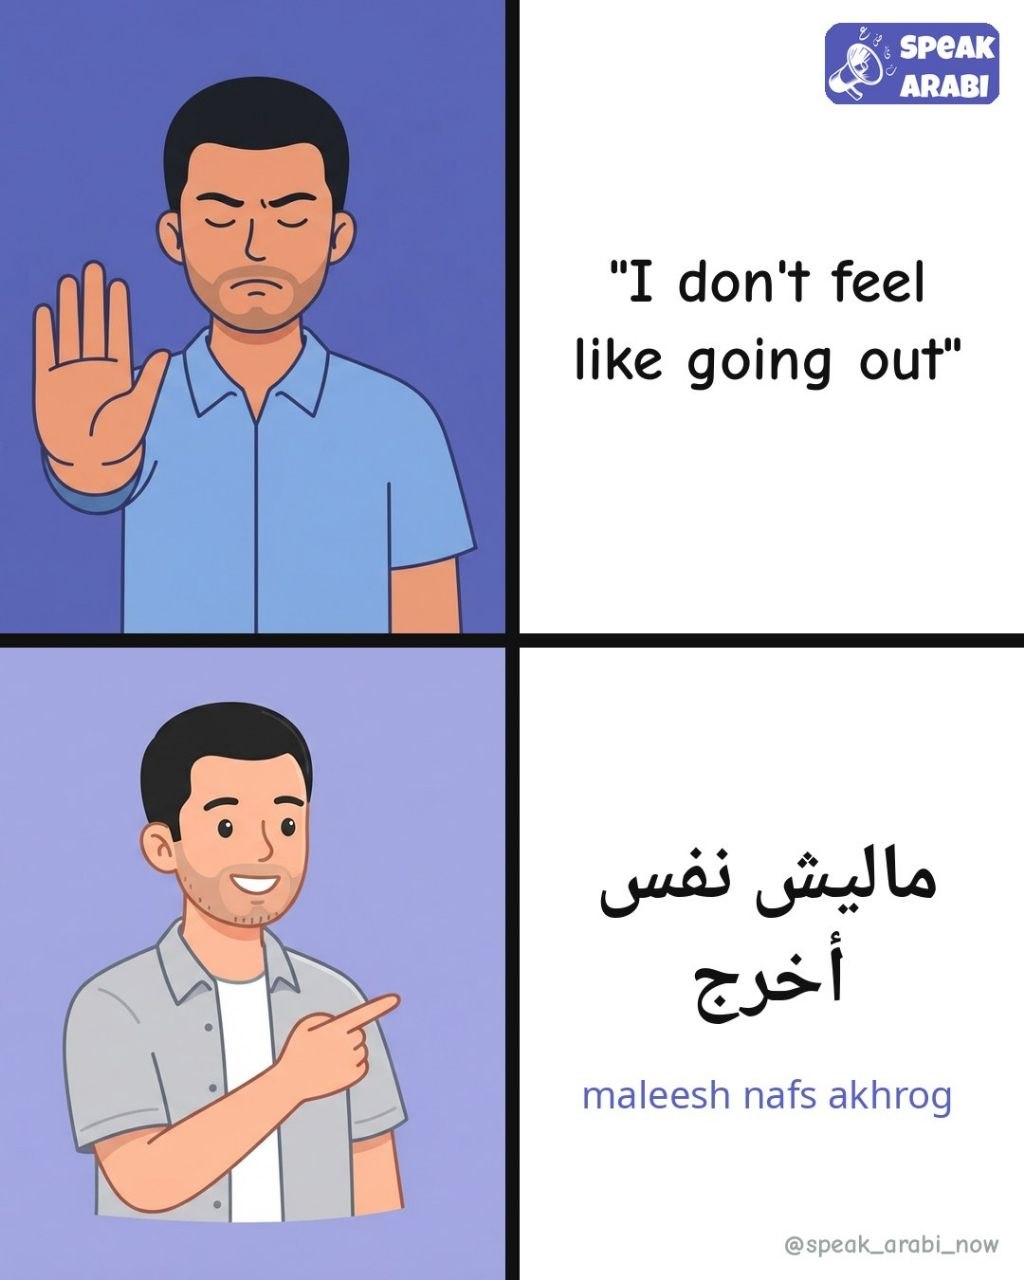 SPEAK
ARABI
"I don't feel
like going out"
ماليش نفس
أخرج
maleesh nafs akhrog
@speak_arabi_now